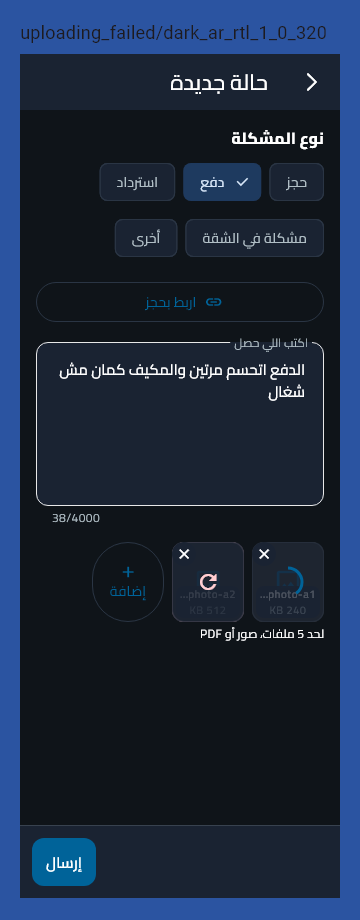 uploading_failed/dark_ar_rtl_1_0_320
حالة جديدة
نوع المشكلة
حجز
دفع
استرداد
مشكلة في الشقة
أخرى
اربط بحجز
اكتب اللي حصل
الدفع اتحسم مرتين والمكيف كمان مش
شغال
38/4000
photo-a1...
240 KB
photo-a2...
512 KB
إضافة
لحد 5 ملفات، صور أو PDF
إرسال